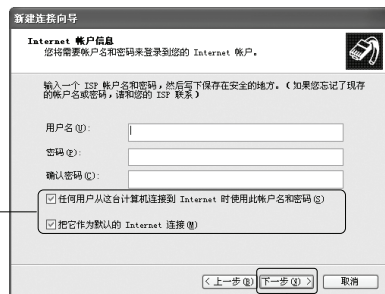 新建连接向导
Internet 帐户信息
您将需要帐户名和密码来登录到您的 Internet 帐户。
输入一个 ISP 帐户名和密码，然后写下保存在安全的地方。（如果您忘记了现存
的帐户名或密码，请和您的 ISP 联系）
用户名(U):
密码(P):
确认密码(C):
任何用户从这台计算机连接到 Internet 时使用此帐户名和密码(S)
把它作为默认的 Internet 连接(M)
<上一步(B) 下一步(N)> 取消